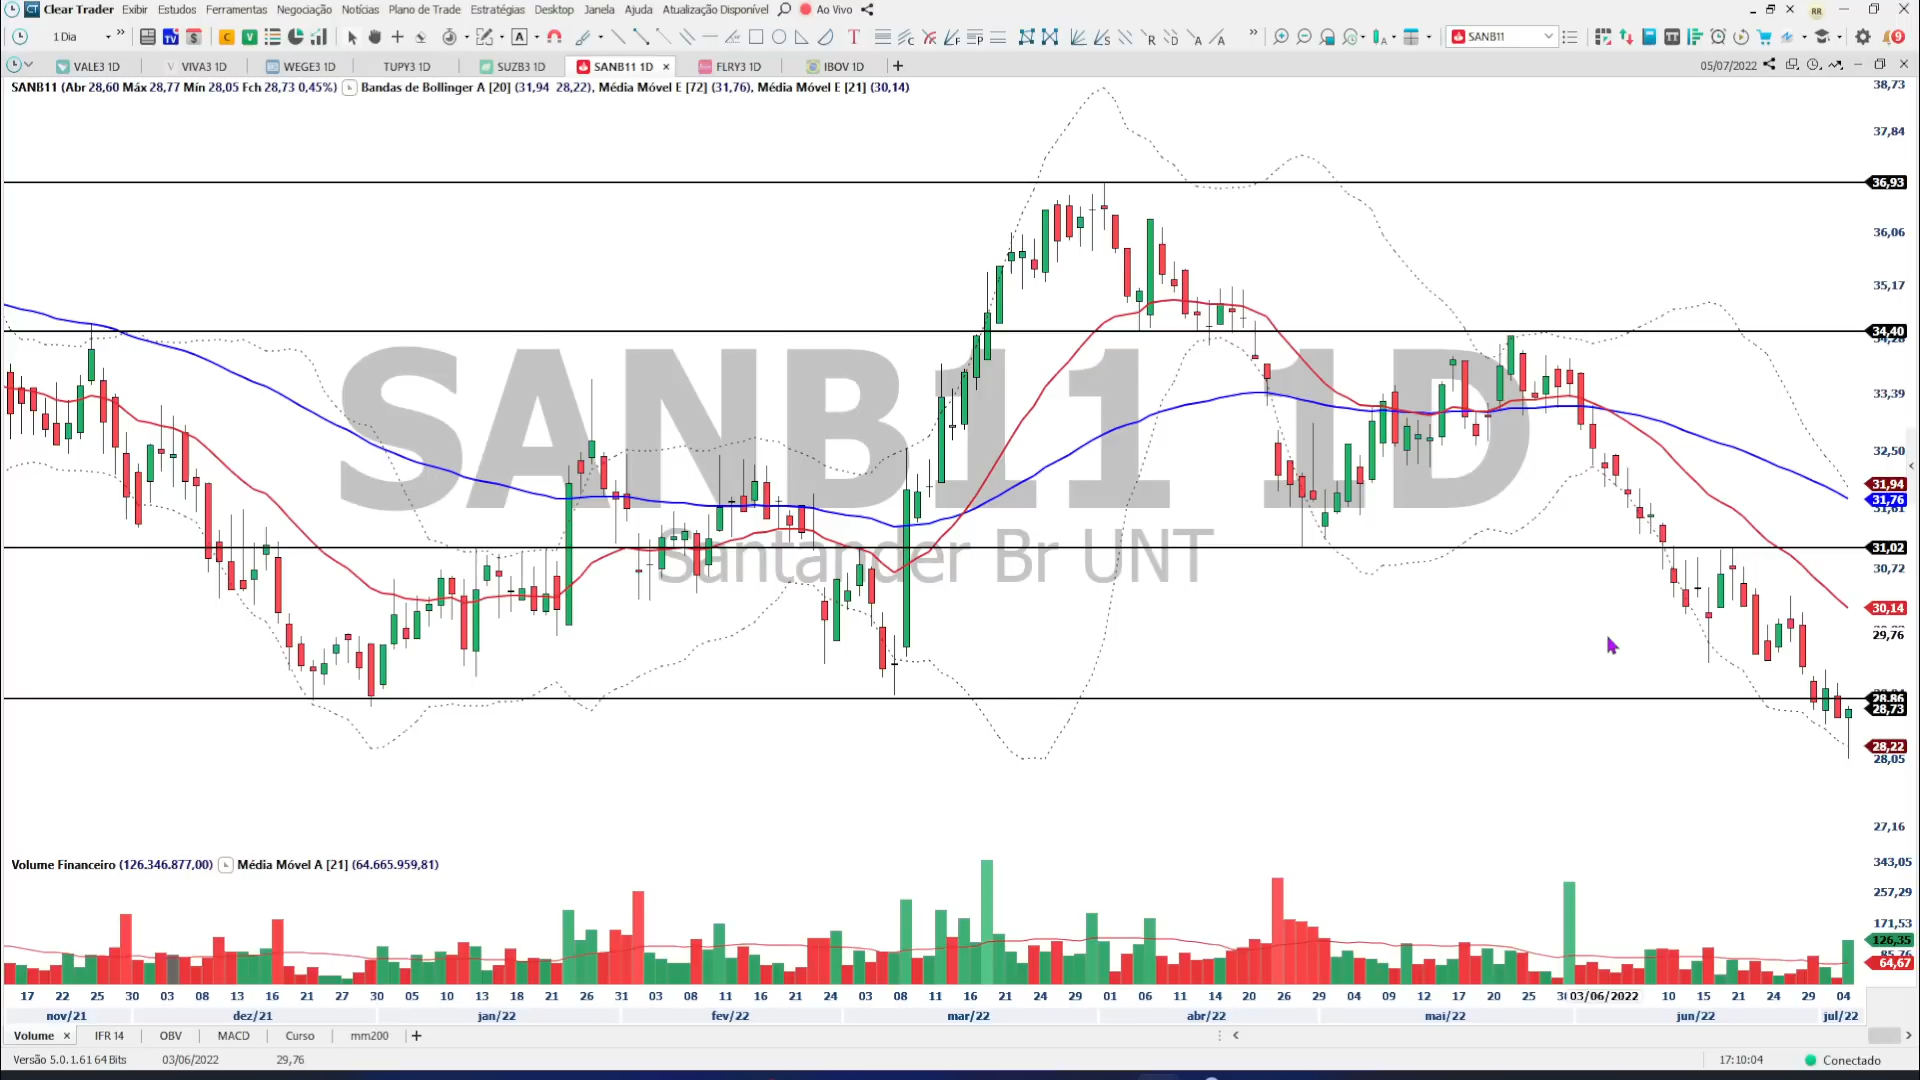 Clear Trader Exibir Estudos Ferramentas Negociação Notícias Plano de Trade Estratégias Desktop Janela Ajuda Atualização Disponível Ao Vivo RR
1 Dia SANB11 9
VALE3 1D VIVA3 1D WEGE3 1D TUPY3 1D SUZB3 1D SANB11 1D FLRY3 1D IBOV 1D 05/07/2022
SANB11 (Abr 28,60 Máx 28,77 Mín 28,05 Fch 28,73 0,45%) Bandas de Bollinger A [20] (31,94 28,22), Média Móvel E [72] (31,76), Média Móvel E [21] (30,14)
38,73
37,84
36,93
36,06
35,17
34,40
33,39
32,50
31,94
31,76
31,02
30,72
30,14
29,76
28,86
28,73
28,22
28,05
27,16
SANB11 1D
Santander Br UNT
Volume Financeiro (126.346.877,00) Média Móvel A [21] (64.665.959,81)
343,05
257,29
171,53
126,35
64,67
17 22 25 30 03 08 13 16 21 27 30 05 10 13 18 21 26 31 03 08 11 16 21 24 03 08 11 16 21 24 29 01 06 11 14 20 26 29 04 09 12 17 20 25 03/06/2022 10 15 21 24 29 04
nov/21 dez/21 jan/22 fev/22 mar/22 abr/22 mai/22 jun/22 jul/22
Volume IFR 14 OBV MACD Curso mm200
Versão 5.0.1.61 64 Bits 03/06/2022 29,76 17:10:04 Conectado